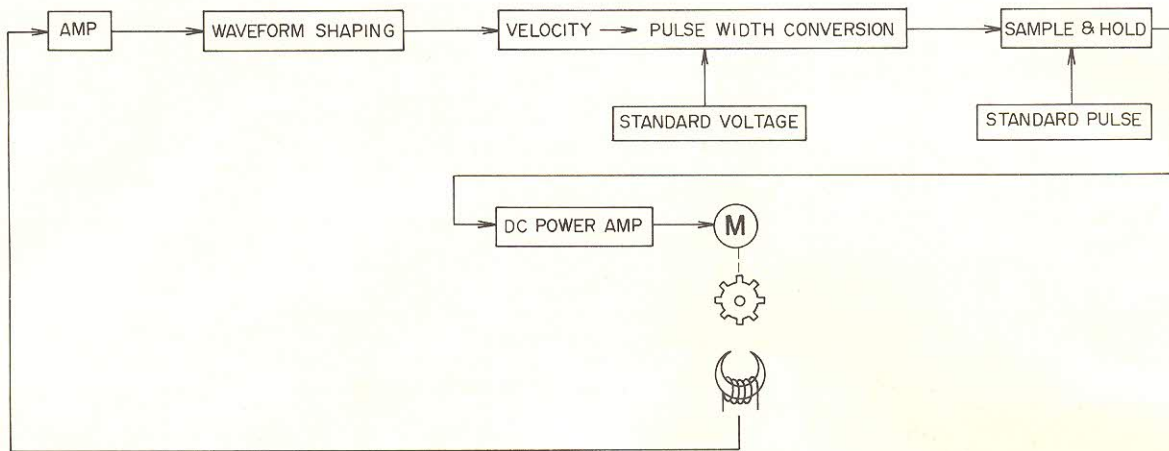 AMP
WAVEFORM SHAPING
VELOCITY → PULSE WIDTH CONVERSION
SAMPLE & HOLD
STANDARD VOLTAGE
STANDARD PULSE
DC POWER AMP
M